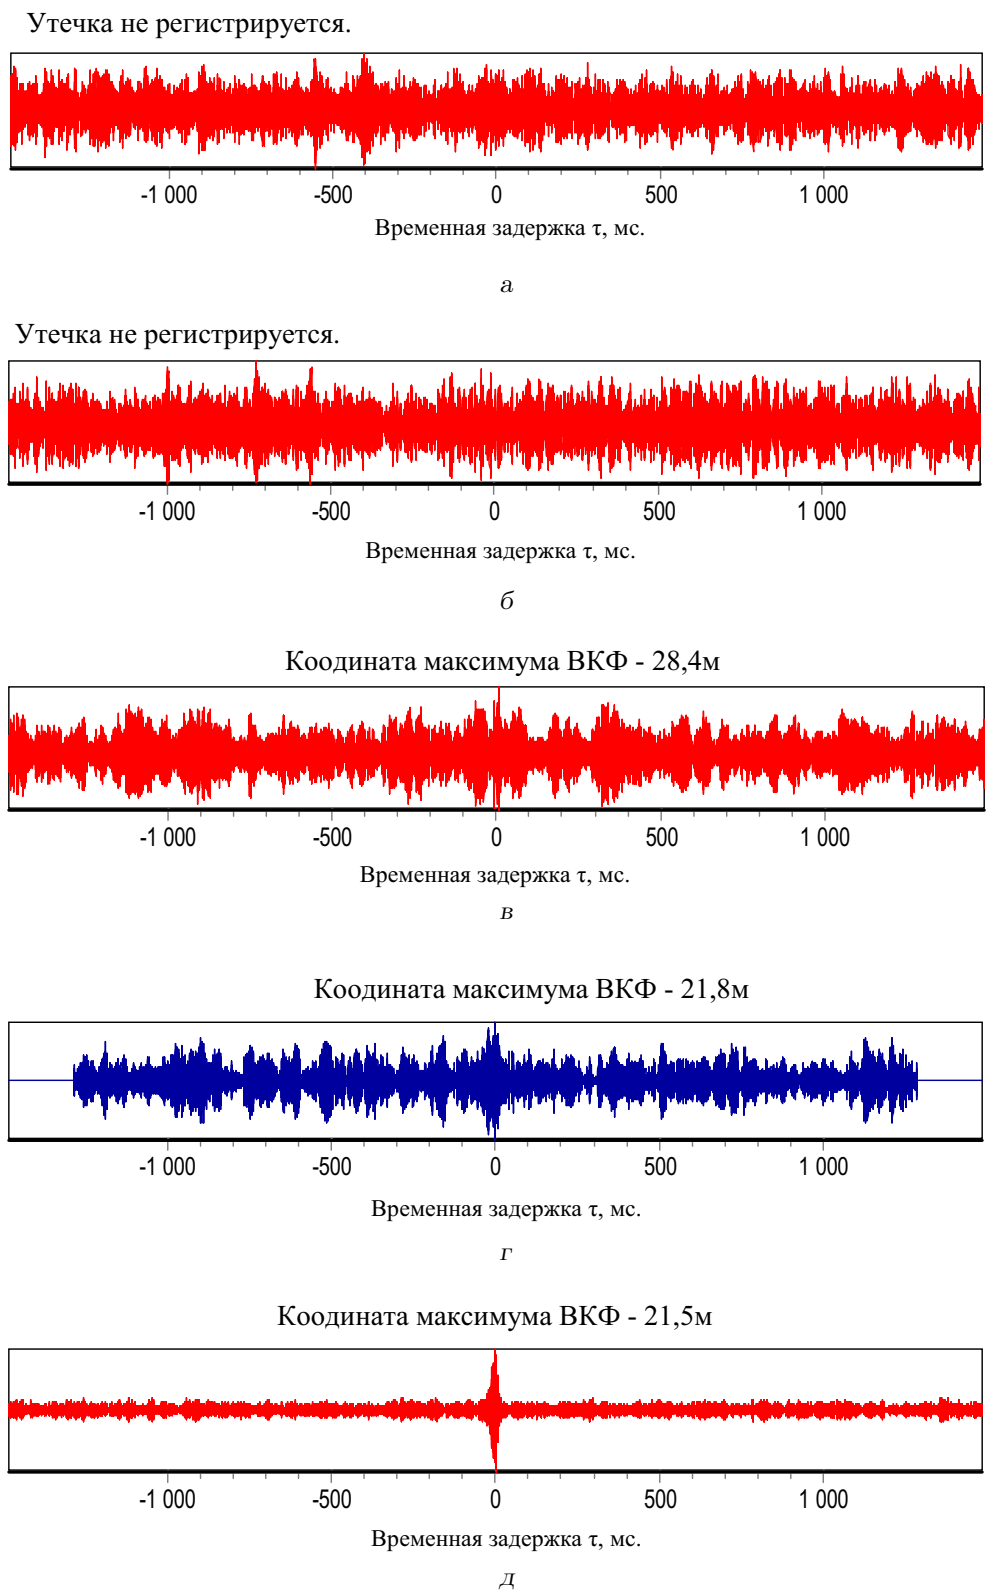 Утечка не регистрируется.
-1 000 -500 0 500 1 000
Временная задержка τ, мс.
а
Утечка не регистрируется.
-1 000 -500 0 500 1 000
Временная задержка τ, мс.
б
Коодината максимума ВКФ - 28,4м
-1 000 -500 0 500 1 000
Временная задержка τ, мс.
в
Коодината максимума ВКФ - 21,8м
-1 000 -500 0 500 1 000
Временная задержка τ, мс.
г
Коодината максимума ВКФ - 21,5м
-1 000 -500 0 500 1 000
Временная задержка τ, мс.
д